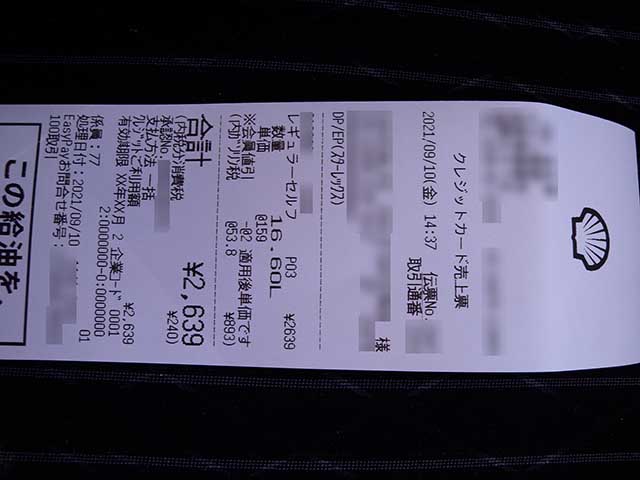 クレジットカード売上票
2021/09/10(金) 14:37 伝票No.
取引通番
様
OP/EP(スターレックス)
レギュラーセルフ P03
数量 16.60L ¥2639
単価 @159
※会員値引 -@2 適用後単価です
(内ガソリン税 @53.8 ¥893)
合計 ¥2,639
(内税分消費税 ¥240)
承認No.
支払方法 一括
クレジットご利用額 ¥2,639
有効期限 XX年XX月 2 企業コード 0001
2:0000000-0:0000000
係員:77
処理日付:2021/09/10 01
EasyPayお問合せ番号:
100取引
この給油を、